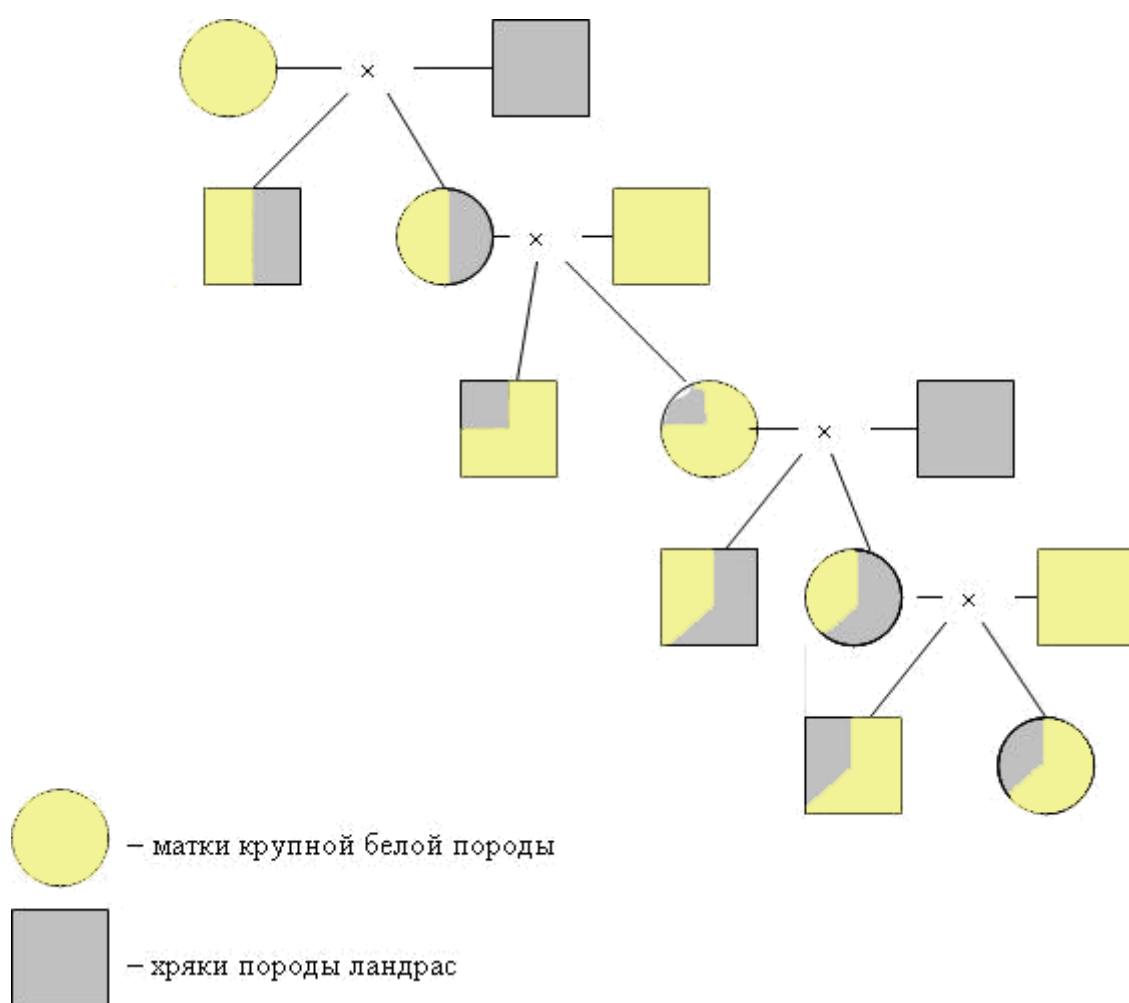 ×
×
×
×
– матки крупной белой породы
– хряки породы ландрас